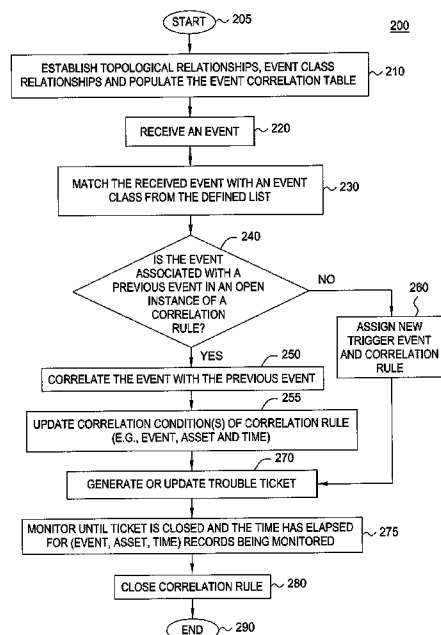 START
205
200
ESTABLISH TOPOLOGICAL RELATIONSHIPS, EVENT CLASS
RELATIONSHIPS AND POPULATE THE EVENT CORRELATION TABLE
210
RECEIVE AN EVENT
220
MATCH THE RECEIVED EVENT WITH AN EVENT
CLASS FROM THE DEFINED LIST
230
240
IS THE EVENT
ASSOCIATED WITH A
PREVIOUS EVENT IN AN OPEN
INSTANCE OF A
CORRELATION
RULE?
NO
260
ASSIGN NEW
TRIGGER EVENT
AND CORRELATION
RULE
YES
250
CORRELATE THE EVENT WITH THE PREVIOUS EVENT
255
UPDATE CORRELATION CONDITION(S) OF CORRELATION RULE
(E.G., EVENT, ASSET AND TIME)
270
GENERATE OR UPDATE TROUBLE TICKET
MONITOR UNTIL TICKET IS CLOSED AND THE TIME HAS ELAPSED
FOR (EVENT, ASSET, TIME) RECORDS BEING MONITORED
275
CLOSE CORRELATION RULE
280
END
290